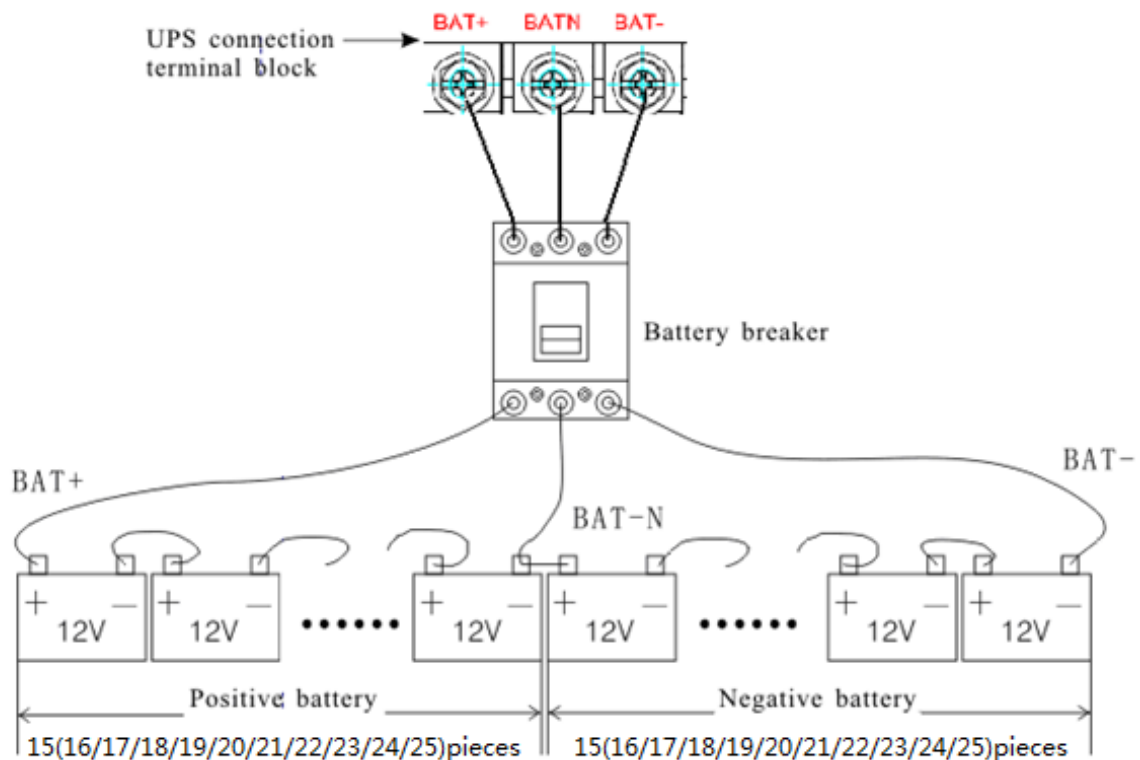 BAT+ BATN BAT-
UPS connection
terminal block
Battery breaker
BAT+
BAT-
BAT-N
+ − + − + − + − + − + −
12V 12V 12V 12V 12V 12V
Positive battery
Negative battery
15(16/17/18/19/20/21/22/23/24/25)pieces
15(16/17/18/19/20/21/22/23/24/25)pieces